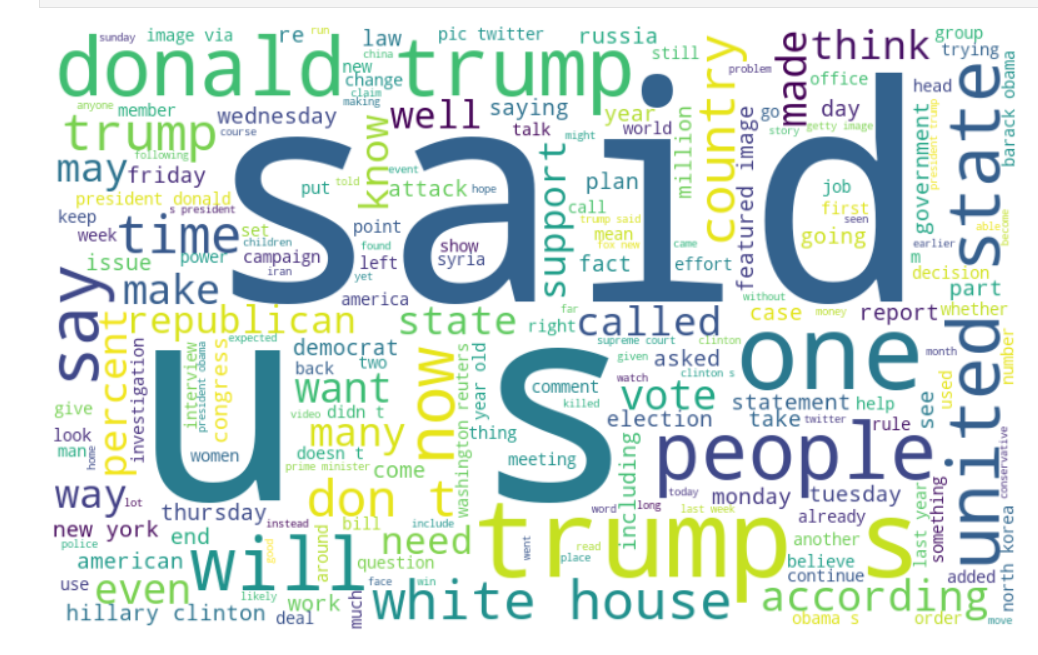 sunday
image via
re
run
law
pic twitter
russia
group
donald trump
china
new
change
claim
making
still
country
problem
made
think
trying
office
head
barack obama
anyone
member
wednesday
course
well
saying
talk
year
world
might
million
go
day
story
getty image
government
president trump
united state
trump
following
know
said
may
friday
put
told
event
attack
hope
support
plan
call
featured image
job
first
seen
president donald
s president
keep
week
time
set
children
power
campaign
iran
point
found
left
yet
show
syria
trump said
mean
fox new
came
fact
effort
going
earlier
m
able
become
decision
issue
part
say
make
america
without
case
money
report
whether
republican
expected
state
far
right
called
supreme court
clinton
one
month
number
percent
investigation
interview
president obama
congress
democrat
back
two
now
washington reuters
year old
u s
comment
killed
given
watch
asked
clinton s
vote
statement
take
twitter
help
rule
see
used
want
video
didn t
many
doesn t
give
look
man
home
women
thing
meeting
election
people
prime minister
come
including
conservative
way
lot
thursday
don t
today
monday
tuesday
something
north korea
new york
police
end
instead
bill
include
word
long
last week
already
last year
trump s
another
american
will
good
around
question
need
went
read
place
believe
continue
added
use
even
likely
work
face
win
much
white house
according
hillary clinton
deal
obama s
order
move